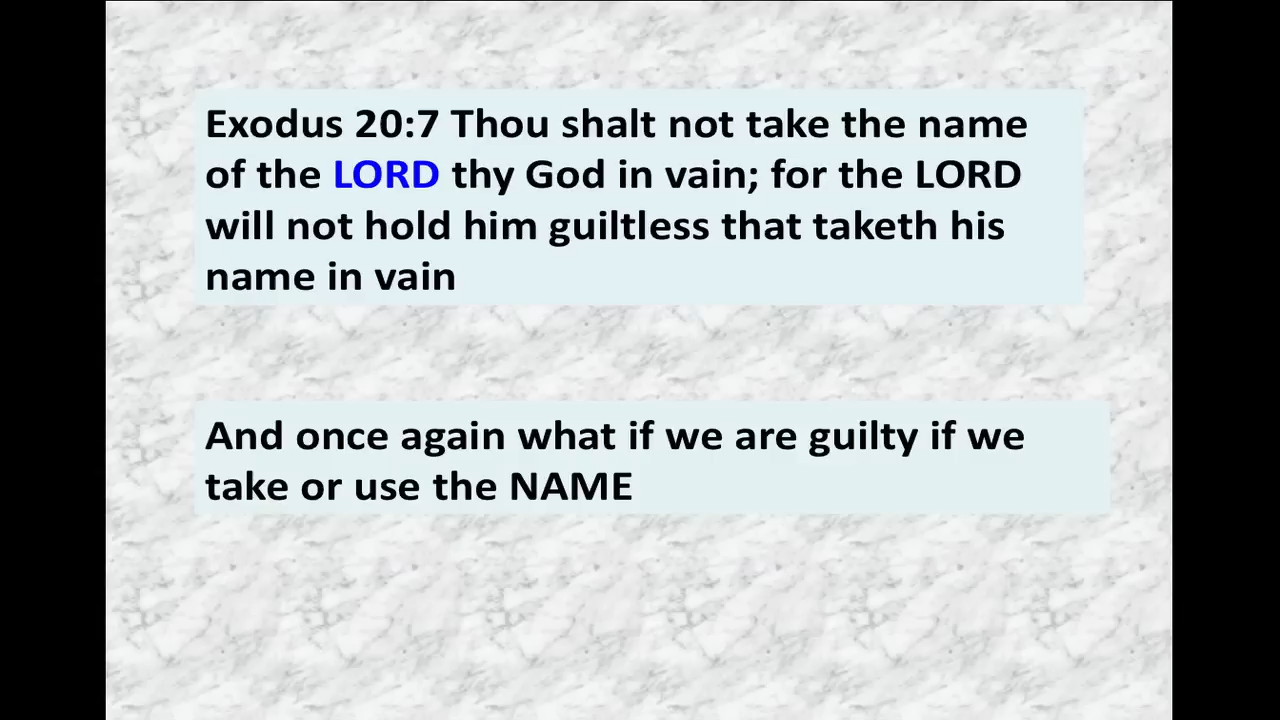 Exodus 20:7 Thou shalt not take the name
of the LORD thy God in vain; for the LORD
will not hold him guiltless that taketh his
name in vain
And once again what if we are guilty if we
take or use the NAME